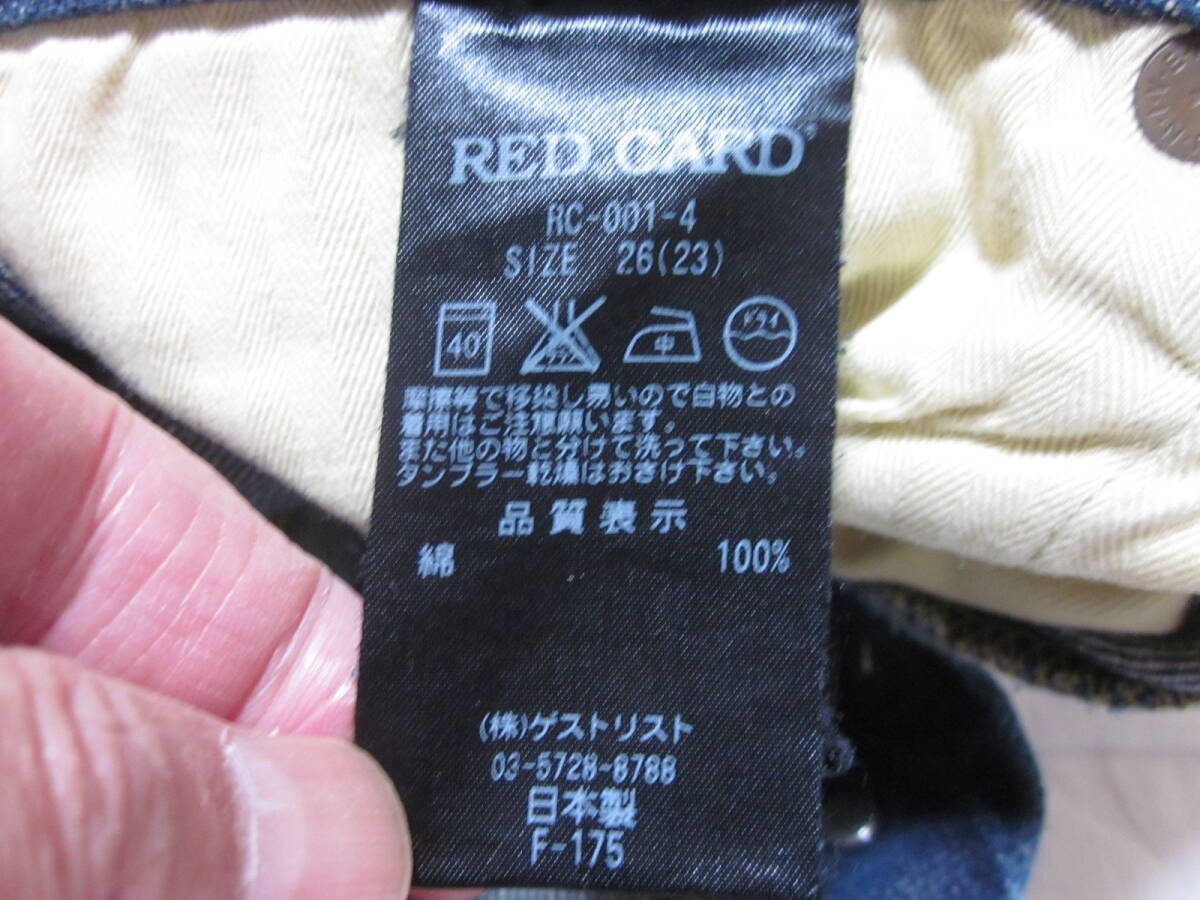 RED CARD®
RC-001-4
SIZE 26(23)
40 中 ドライ
摩擦等で移染し易いので白物との
着用はご注意願います。
また他の物と分けて洗って下さい。
タンブラー乾燥はおさけ下さい。
品質表示
綿 100%
(株)ゲストリスト
03-5728-8788
日本製
F-175